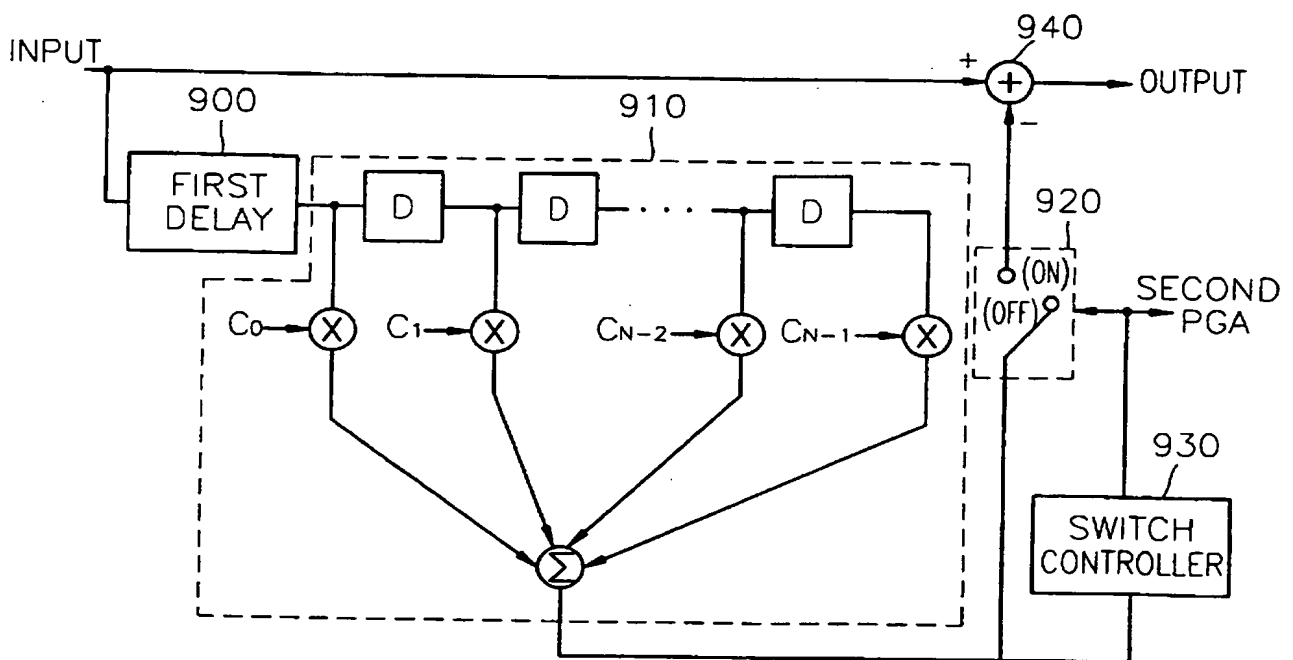 940
INPUT
+
+
OUTPUT
900
910
−
FIRST
DELAY
D
D
. . . .
D
920
(ON)
(OFF)
SECOND
PGA
C0
X
C1
X
CN-2
X
CN-1
X
930
SWITCH
CONTROLLER
Σ